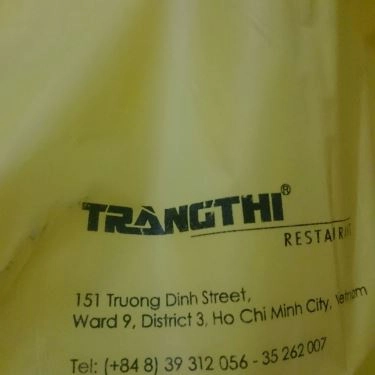 TRÀNGTHI®
RESTAURANT
151 Truong Dinh Street,
Ward 9, District 3, Ho Chi Minh City, Vietnam
Tel: (+84 8) 39 312 056 - 35 262 007